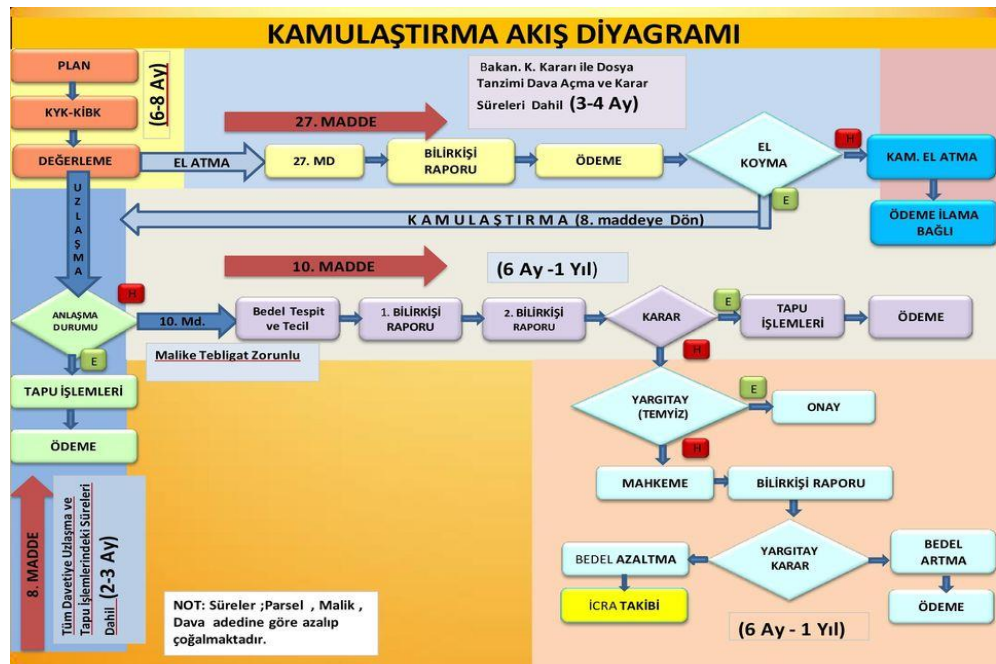 KAMULAŞTIRMA AKIŞ DİYAGRAMI
PLAN
KYK-KİBK
DEĞERLEME
(6-8 Ay)
Bakan. K. Kararı ile Dosya
Tanzimi Dava Açma ve Karar
Süreleri Dahil (3-4 Ay)
27. MADDE
EL ATMA
27. MD
BİLİRKİŞİ
RAPORU
ÖDEME
EL
KOYMA
H
KAM. EL ATMA
E
ÖDEME İLAMA
BAĞLI
UZLAŞMA
KAMULAŞTIRMA (8. maddeye Dön)
10. MADDE
(6 Ay -1 Yıl)
ANLAŞMA
DURUMU
H
10. Md.
Bedel Tespit
ve Tecil
1. BİLİRKİŞİ
RAPORU
2. BİLİRKİŞİ
RAPORU
KARAR
E
TAPU
İŞLEMLERİ
ÖDEME
Malike Tebligat Zorunlu
E
H
TAPU İŞLEMLERİ
ÖDEME
YARGITAY
(TEMYİZ)
E
ONAY
H
MAHKEME
BİLİRKİŞİ RAPORU
YARGITAY
KARAR
BEDEL AZALTMA
BEDEL
ARTMA
İCRA TAKİBİ
ÖDEME
(6 Ay - 1 Yıl)
8. MADDE
Tüm Davetiye Uzlaşma ve
Tapu İşlemlerindeki Süreleri
Dahil (2-3 Ay)
NOT: Süreler ;Parsel , Malik ,
Dava adedine göre azalıp
çoğalmaktadır.